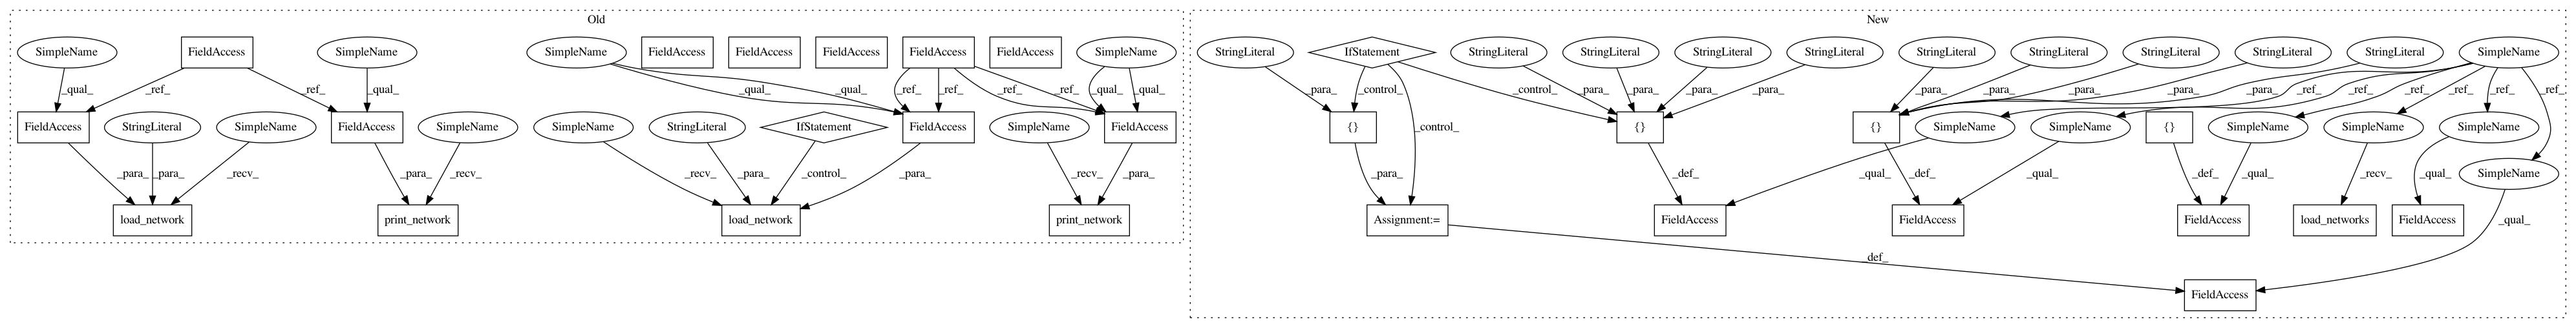 Old
New
SimpleName
FieldAccess
SimpleName
SimpleName
FieldAccess
FieldAccess
FieldAccess
FieldAccess
FieldAccess
SimpleName
StringLiteral
IfStatement
StringLiteral
StringLiteral
StringLiteral
StringLiteral
StringLiteral
StringLiteral
StringLiteral
StringLiteral
StringLiteral
SimpleName
_qual_
_ref_
_ref_
_qual_
_qual_
_qual_
_ref_
_ref_
_ref_
_ref_
_qual_
_qual_
_para_
_control_
_control_
_para_
_para_
_para_
_para_
_para_
_para_
_para_
_para_
_para_
_ref_
_ref_
_ref_
_ref_
_ref_
_ref_
FieldAccess
StringLiteral
SimpleName
FieldAccess
SimpleName
SimpleName
StringLiteral
IfStatement
FieldAccess
SimpleName
FieldAccess
{}
{}
{}
SimpleName
SimpleName
{}
SimpleName
SimpleName
SimpleName
SimpleName
_para_
_para_
_recv_
_para_
_recv_
_recv_
_para_
_control_
_para_
_recv_
_para_
_para_
_control_
_def_
_qual_
_def_
_qual_
_def_
_qual_
_recv_
_qual_
_qual_
load_network
print_network
load_network
print_network
Assignment:=
FieldAccess
FieldAccess
FieldAccess
load_networks
FieldAccess
_def_
FieldAccess